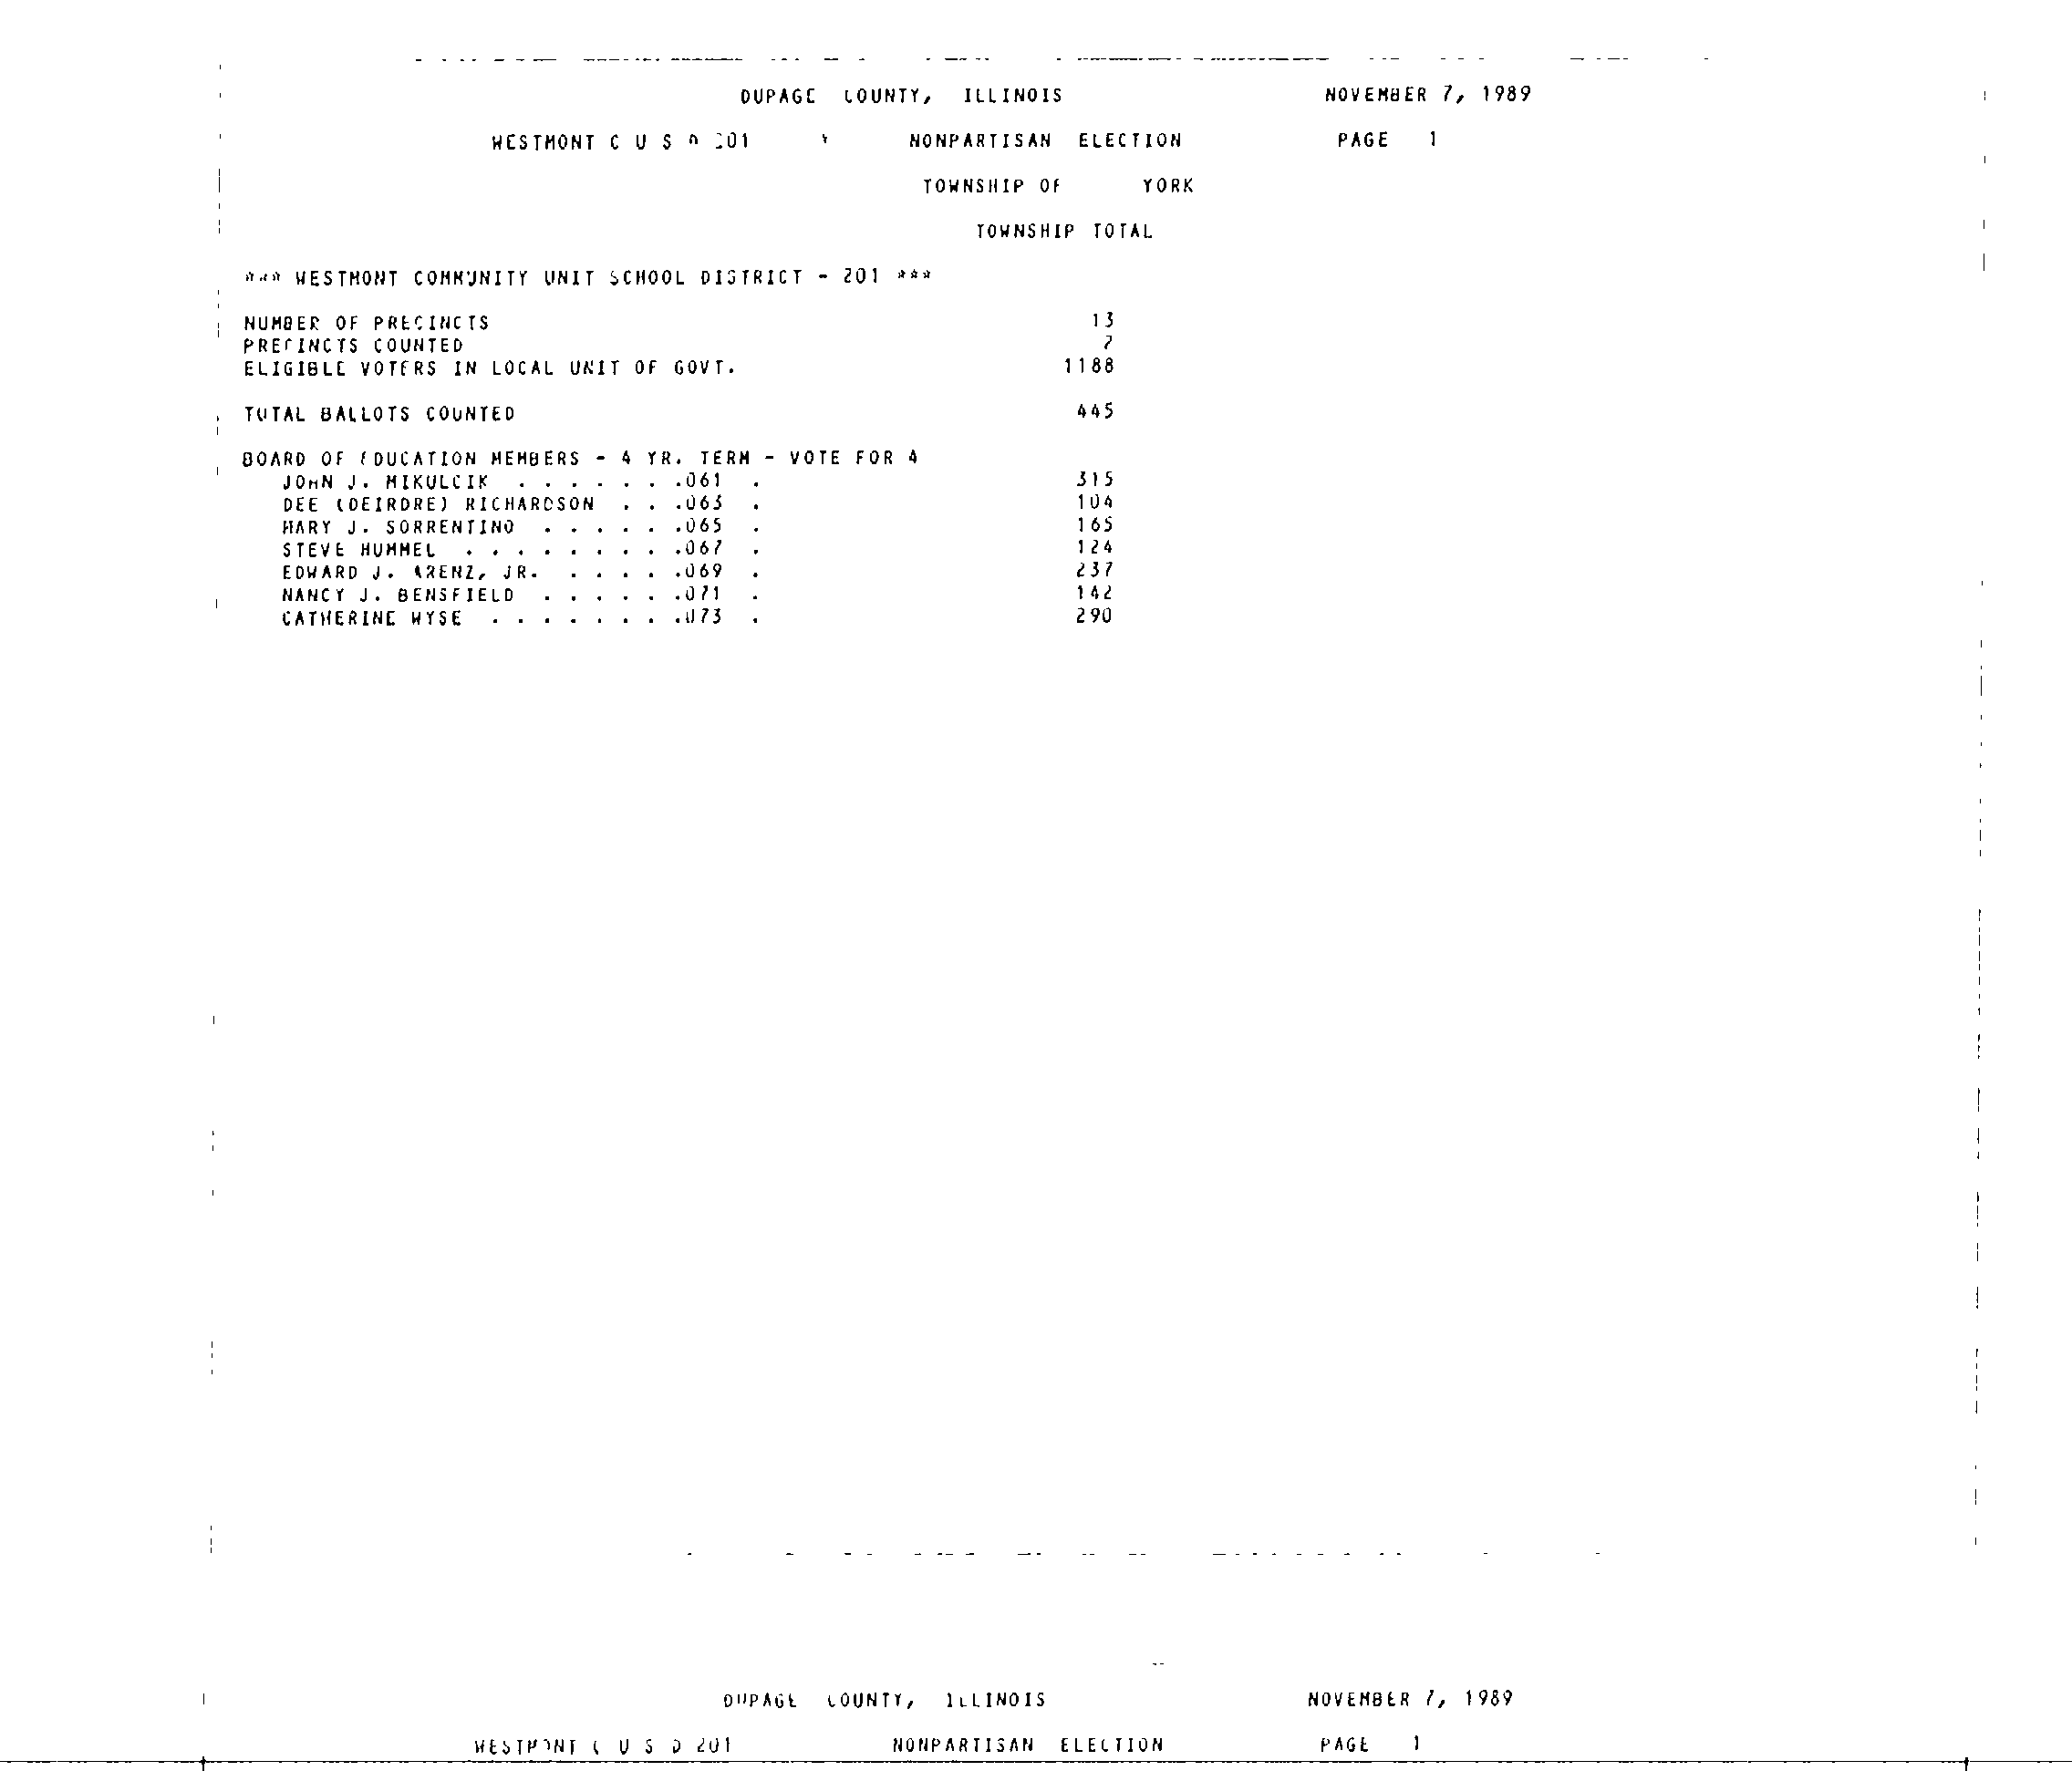 DUPAGE COUNTY, ILLINOIS NOVEMBER 7, 1989
WESTMONT C U S D 201 NONPARTISAN ELECTION PAGE 1
TOWNSHIP OF YORK
TOWNSHIP TOTAL
*** WESTMONT COMMUNITY UNIT SCHOOL DISTRICT - 201 ***
NUMBER OF PRECINCTS 13
PRECINCTS COUNTED
ELIGIBLE VOTERS IN LOCAL UNIT OF GOVT. 1188
TOTAL BALLOTS COUNTED 445
BOARD OF EDUCATION MEMBERS - 4 YR. TERM - VOTE FOR 4
JOHN J. MIKULCIK . . . . . . .061 . 315
DEE (DEIRDRE) RICHARDSON . . .063 . 104
MARY J. SORRENTINO . . . . . .065 . 165
STEVE HUMMEL . . . . . . . . .067 . 124
EDWARD J. ARENZ, JR. . . . . .069 . 237
NANCY J. BENSFIELD . . . . . .071 . 142
CATHERINE WYSE . . . . . . . .073 . 290
DUPAGE COUNTY, ILLINOIS NOVEMBER 7, 1989
WESTMONT C U S D 201 NONPARTISAN ELECTION PAGE 1